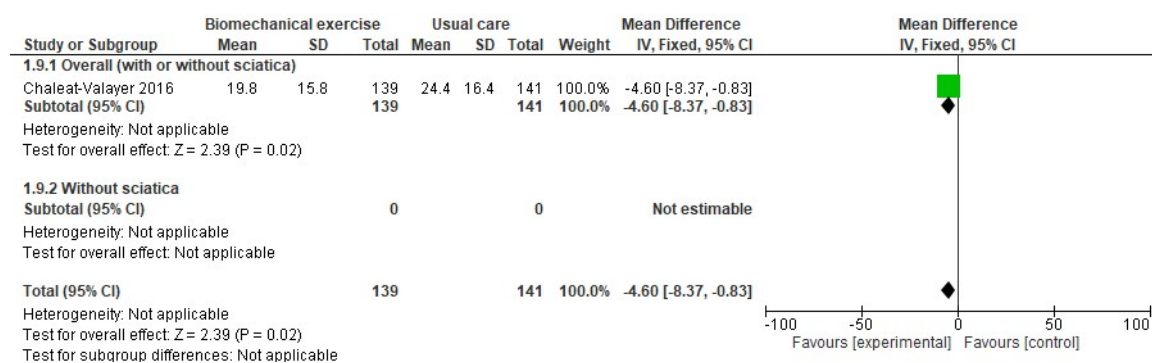 Biomechanical exercise Usual care Mean Difference Mean Difference
Study or Subgroup Mean SD Total Mean SD Total Weight IV, Fixed, 95% CI IV, Fixed, 95% CI
1.9.1 Overall (with or without sciatica)
Chaleat-Valayer 2016 19.8 15.8 139 24.4 16.4 141 100.0% -4.60 [-8.37, -0.83]
Subtotal (95% CI) 139 141 100.0% -4.60 [-8.37, -0.83]
Heterogeneity: Not applicable
Test for overall effect: Z = 2.39 (P = 0.02)
1.9.2 Without sciatica
Subtotal (95% CI) 0 0 Not estimable
Heterogeneity: Not applicable
Test for overall effect: Not applicable
Total (95% CI) 139 141 100.0% -4.60 [-8.37, -0.83]
Heterogeneity: Not applicable
Test for overall effect: Z = 2.39 (P = 0.02)
Test for subgroup differences: Not applicable
-100 -50 0 50 100
Favours [experimental] Favours [control]